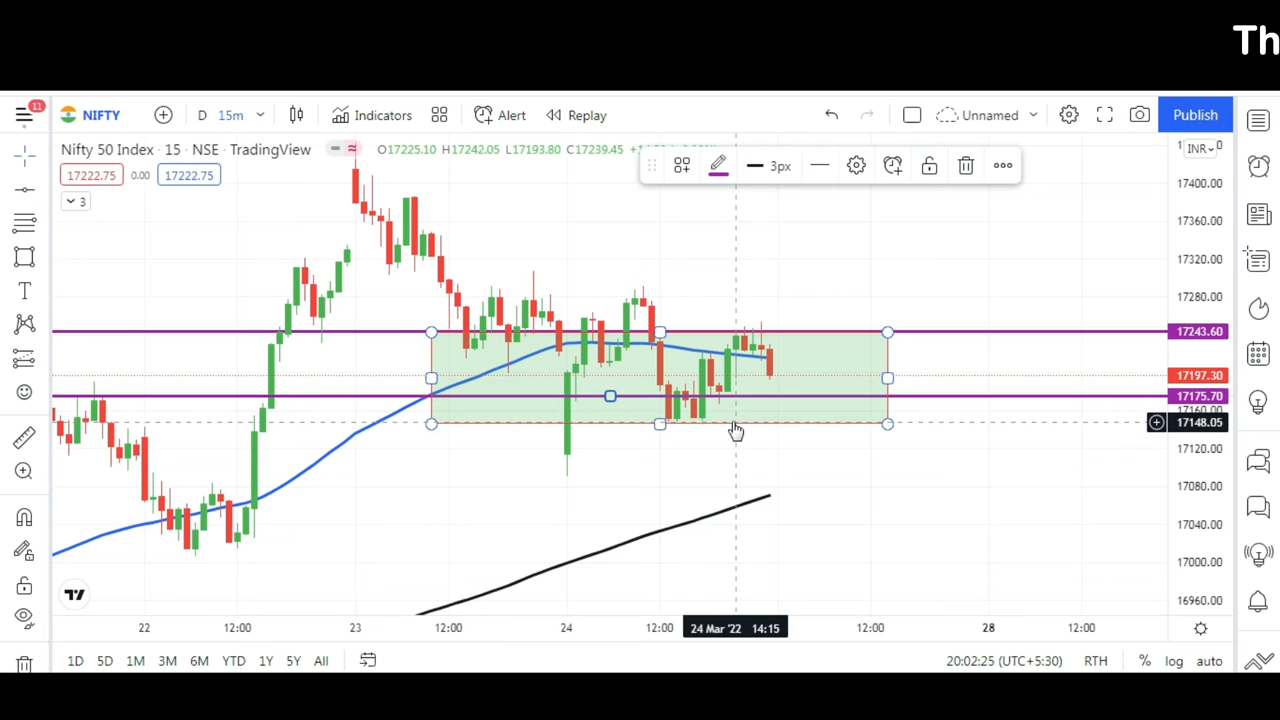 Th
11
NIFTY
D 15m
Indicators
Alert
Replay
Unnamed
Publish
Nifty 50 Index · 15 · NSE · TradingView
O17225.10 H17242.05 L17193.80 C17239.45
INR
17222.75 0.00 17222.75
3px
3
17400.00
17360.00
17320.00
17280.00
17243.60
17197.30
17175.70
17160.00
17148.05
17120.00
17080.00
17040.00
17000.00
16960.00
22 12:00 23 12:00 24 12:00 24 Mar '22 14:15 12:00 28 12:00
1D 5D 1M 3M 6M YTD 1Y 5Y All
20:02:25 (UTC+5:30) RTH % log auto